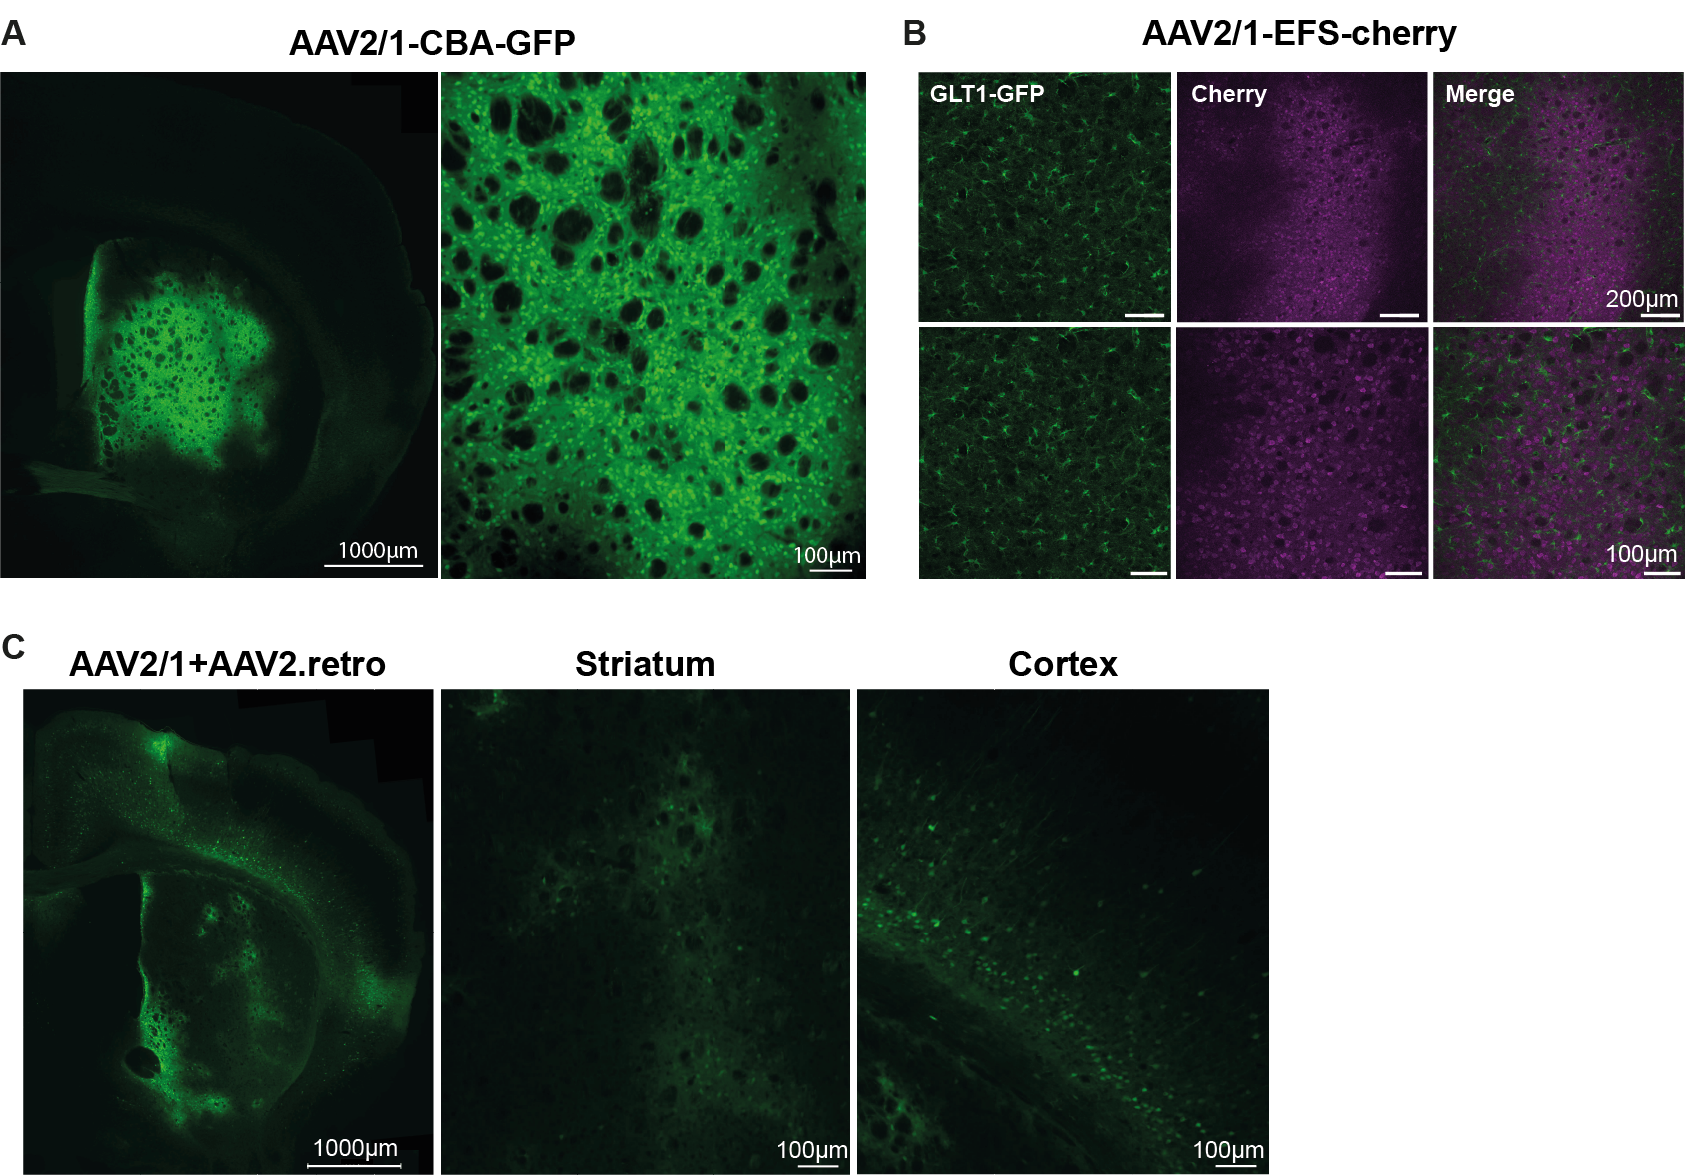 A
AAV2/1-CBA-GFP
1000µm
100µm
B
AAV2/1-EFS-cherry
GLT1-GFP
Cherry
Merge
200µm
100µm
C
AAV2/1+AAV2.retro
Striatum
Cortex
1000µm
100µm
100µm